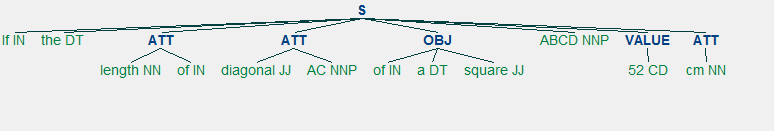 S
If IN the DT ATT ATT OBJ ABCD NNP VALUE ATT
length NN of IN diagonal JJ AC NNP of IN a DT square JJ 52 CD cm NN